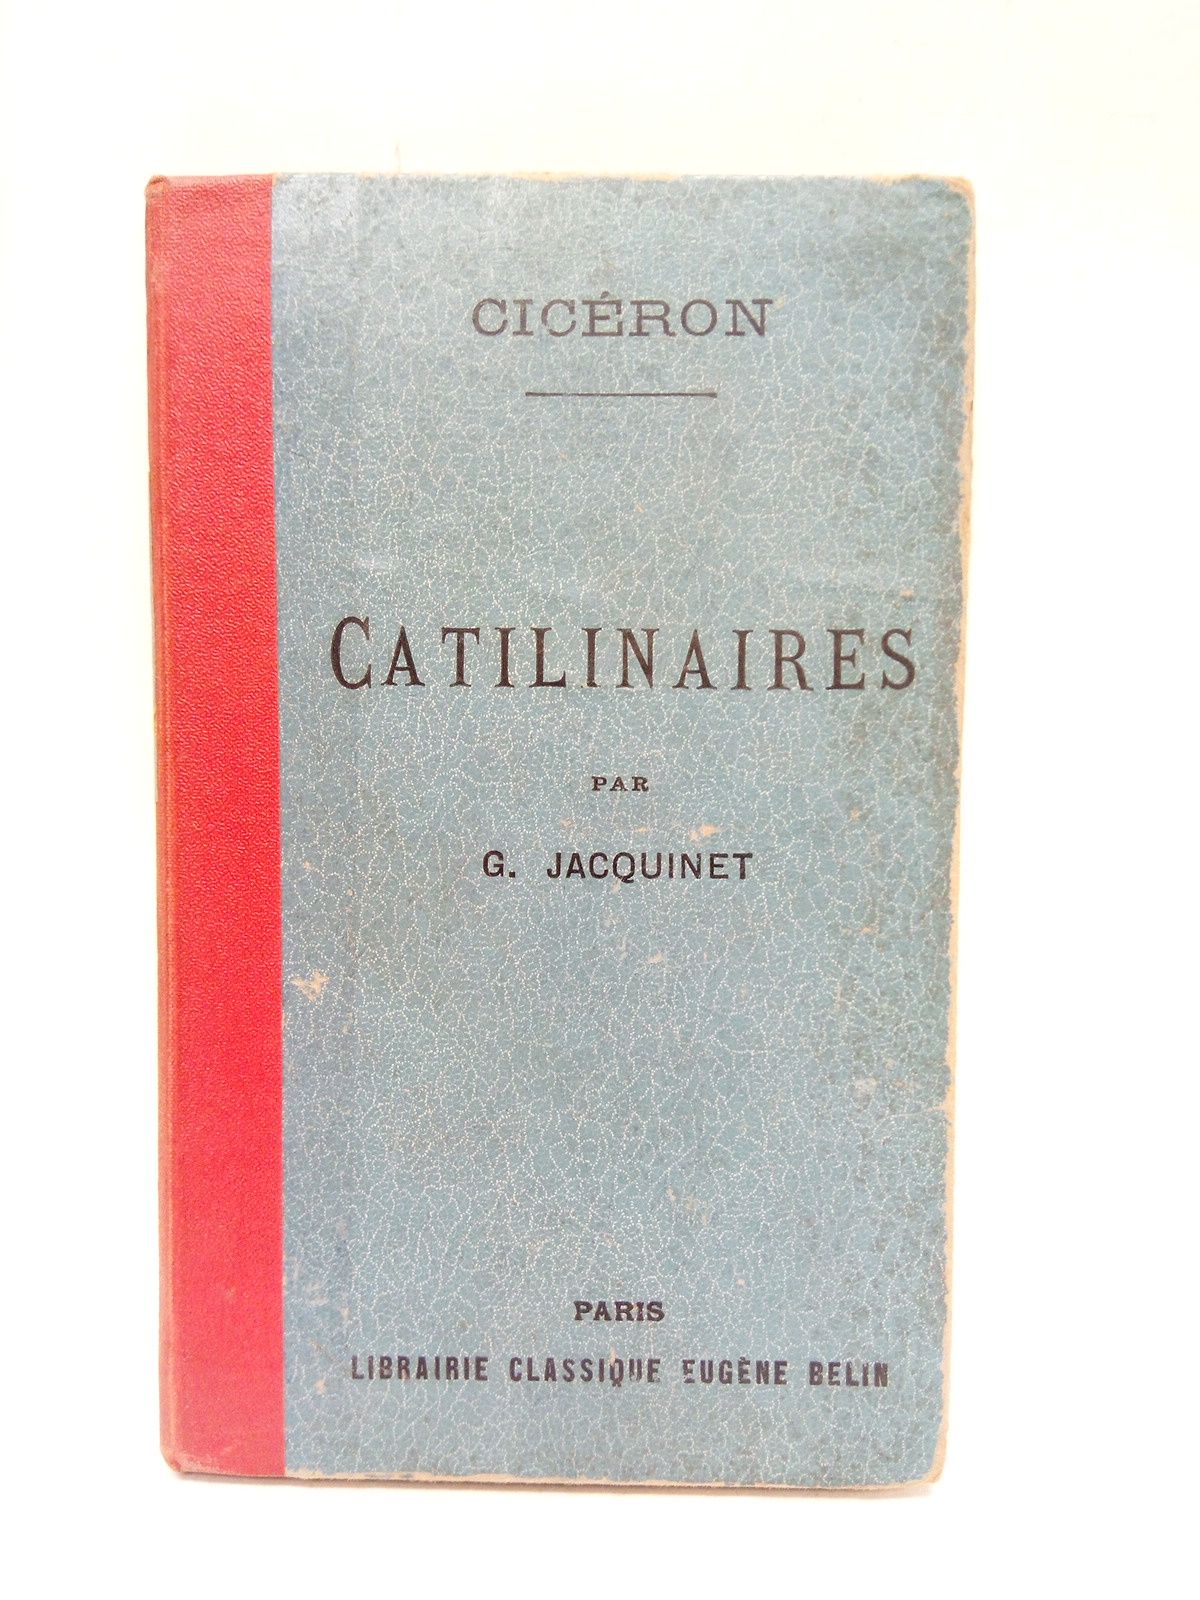 CICÉRON
CATILINAIRES
PAR
G. JACQUINET
PARIS
LIBRAIRIE CLASSIQUE EUGÈNE BELIN